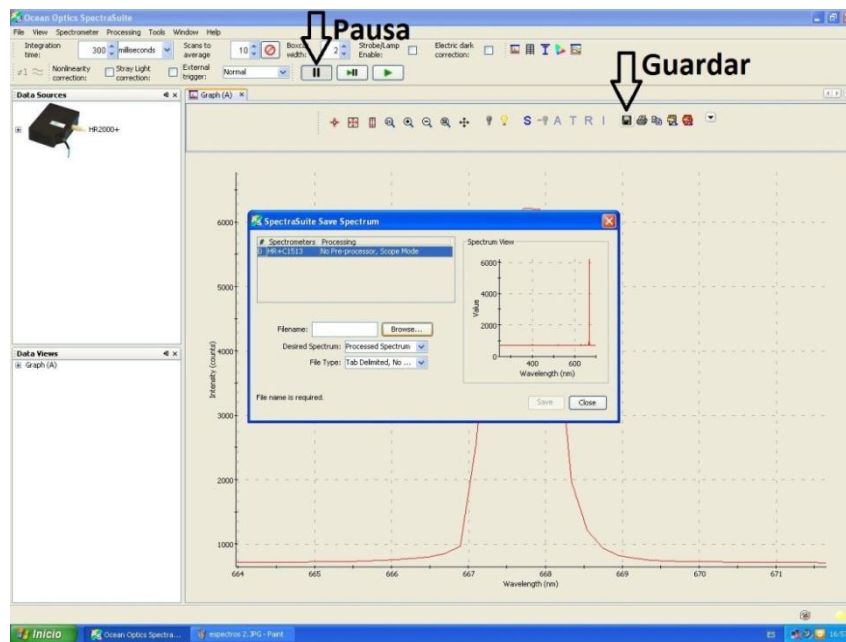 Ocean Optics SpectraSuite
File View Spectrometer Processing Tools Window Help
Pausa
Integration time: 300 milliseconds Scans to average 10 Boxcar width: 2 Strobe/Lamp Enable: Electric dark correction:
Nonlinearity correction: Stray Light correction: External trigger: Normal
Guardar
Data Sources
Graph (A)
HR2000+
S A T R I
SpectraSuite Save Spectrum
# Spectrometers Processing
0 HR+C1513 No Pre-processor, Scope Mode
Spectrum View
6000
4000
2000
0
Value
400 600
Wavelength (nm)
Filename: Browse...
Desired Spectrum: Processed Spectrum
File Type: Tab Delimited, No ...
File name is required.
Save Close
Data Views
Graph (A)
6000
5000
4000
3000
2000
1000
Intensity (counts)
664 665 666 667 668 669 670 671
Wavelength (nm)
Inicio Ocean Optics Spectra... espectros 2.JPG - Paint ES